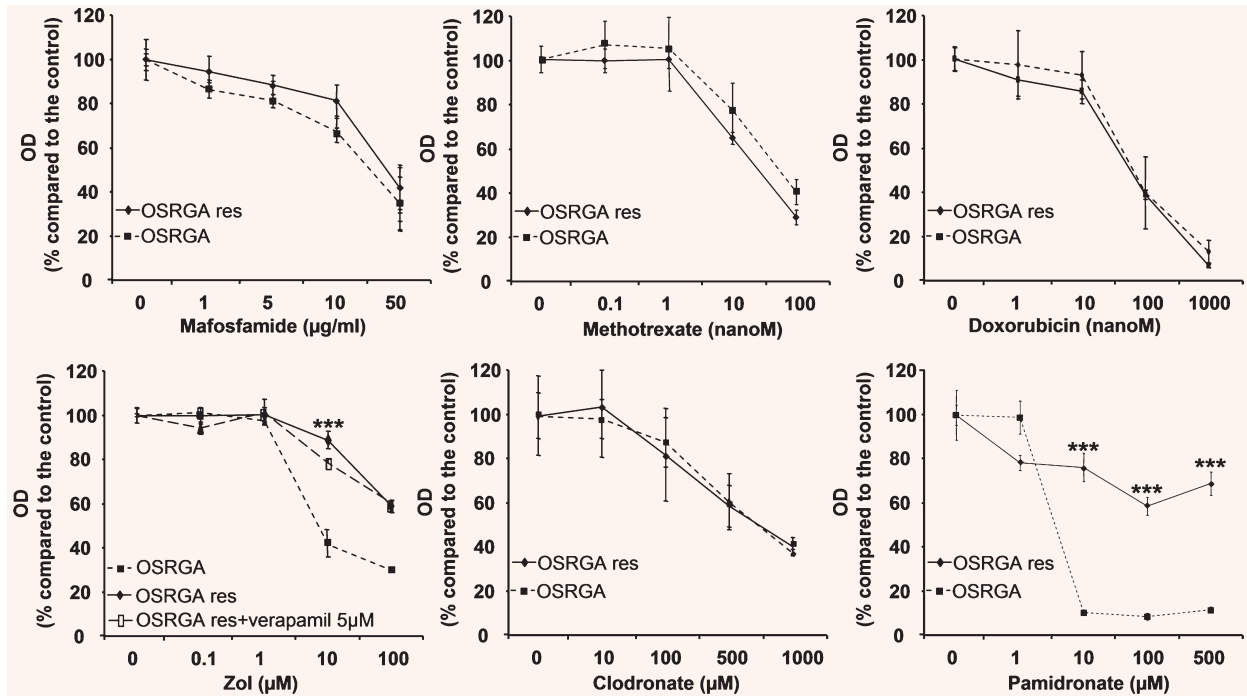 OD
(% compared to the control)
120
100
80
60
40
20
0
OSRGA res
OSRGA
0 1 5 10 50
Mafosfamide (µg/ml)
OD
(% compared to the control)
120
100
80
60
40
20
0
OSRGA res
OSRGA
0 0.1 1 10 100
Methotrexate (nanoM)
OD
(% compared to the control)
120
100
80
60
40
20
0
OSRGA res
OSRGA
0 1 10 100 1000
Doxorubicin (nanoM)
OD
(% compared to the control)
120
100
80
60
40
20
0
***
OSRGA
OSRGA res
OSRGA res+verapamil 5µM
0 0.1 1 10 100
Zol (µM)
OD
(% compared to the control)
120
100
80
60
40
20
0
OSRGA res
OSRGA
0 10 100 500 1000
Clodronate (µM)
OD
(% compared to the control)
120
100
80
60
40
20
0
***
***
***
OSRGA res
OSRGA
0 1 10 100 500
Pamidronate (µM)